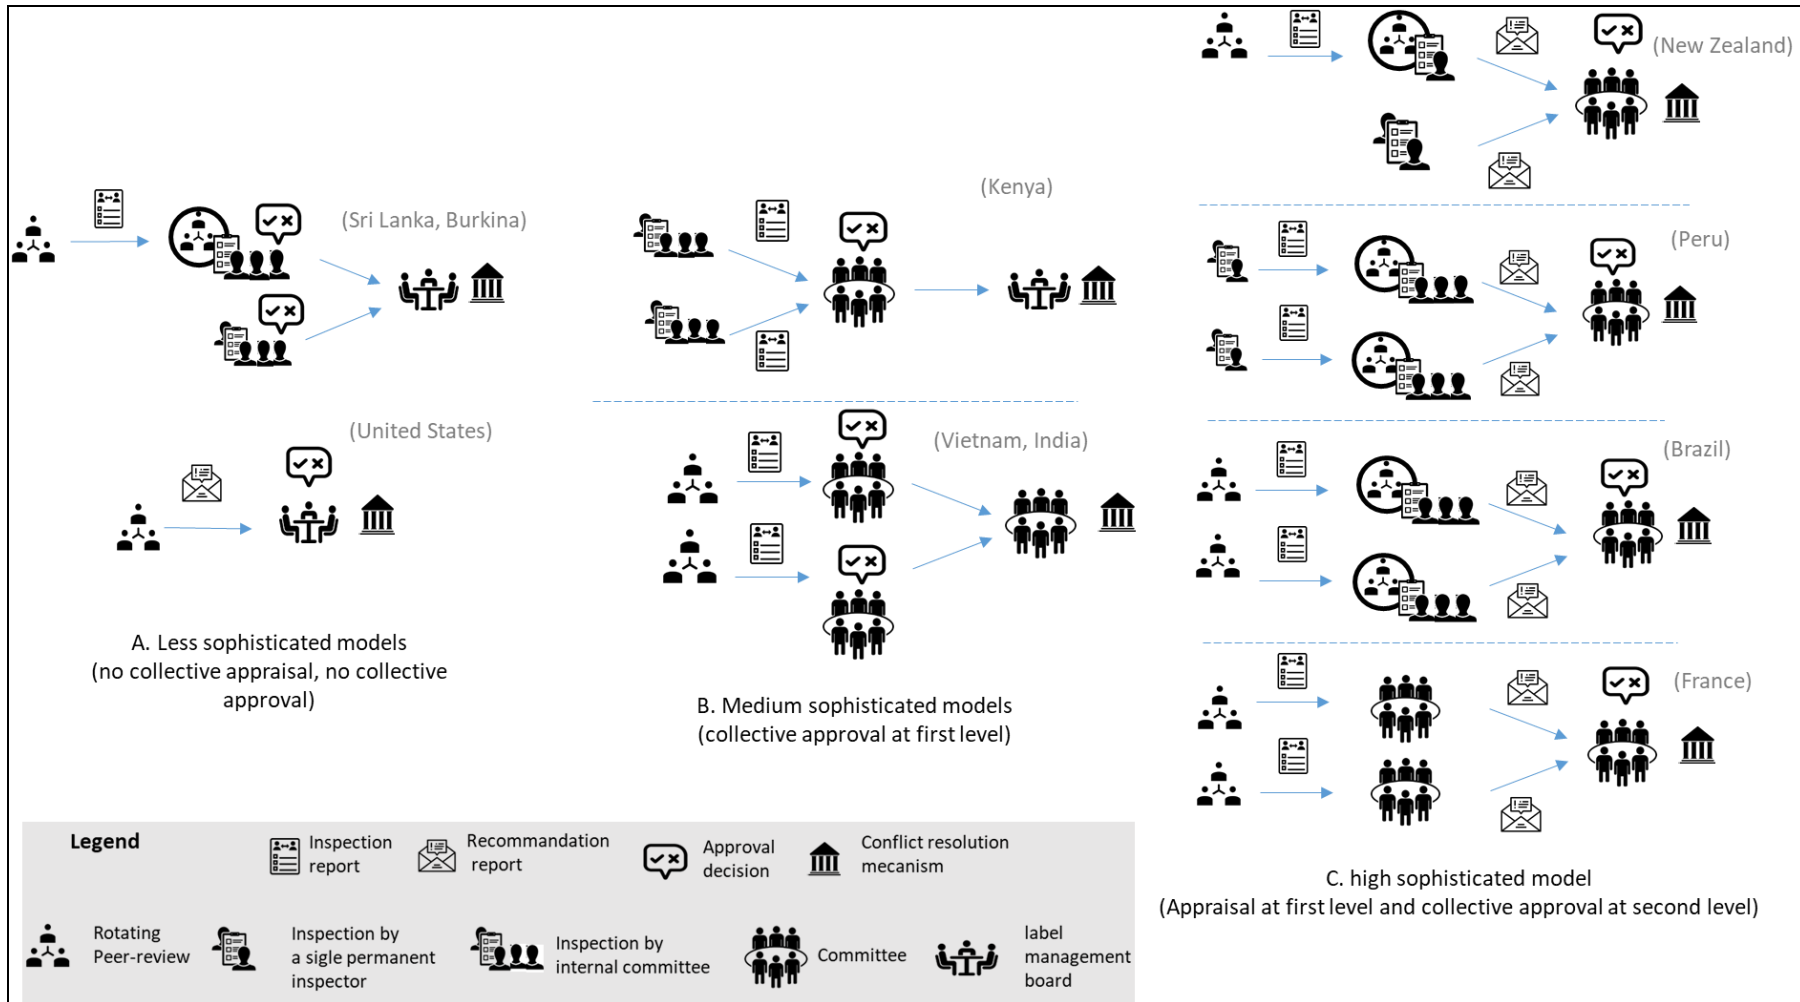 (Sri Lanka, Burkina)
(United States)
A. Less sophisticated models
(no collective appraisal, no collective
approval)
(Kenya)
(Vietnam, India)
B. Medium sophisticated models
(collective approval at first level)
(New Zealand)
(Peru)
(Brazil)
(France)
C. high sophisticated model
(Appraisal at first level and collective approval at second level)
Legend
Inspection
report
Recommandation
report
Approval
decision
Conflict resolution
mecanism
Rotating
Peer-review
Inspection by
a sigle permanent
inspector
Inspection by
internal committee
Committee
label
management
board